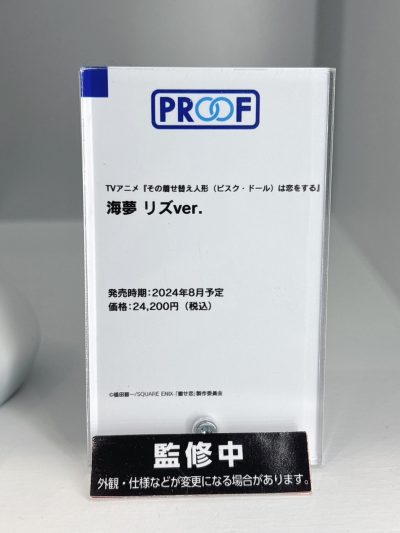 PROOF
TVアニメ『その着せ替え人形（ビスク・ドール）は恋をする』
海夢 リズver.
発売時期：2024年8月予定
価格：24,200円（税込）
©福田晋一/SQUARE ENIX･｢着せ恋｣製作委員会
監修中
外観・仕様などが変更になる場合があります。